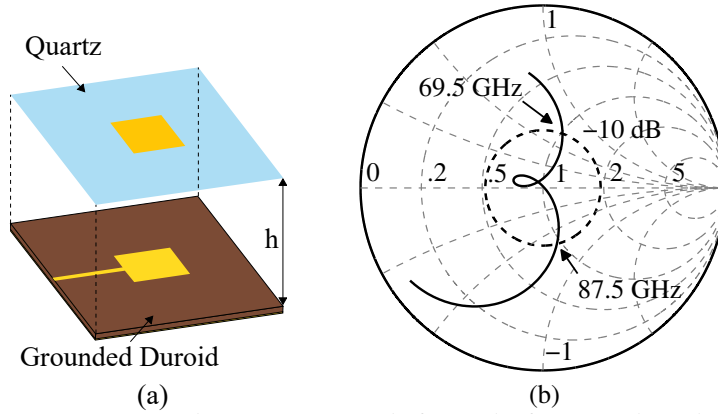 Quartz
h
Grounded Duroid
(a)
1
69.5 GHz
−10 dB
0
.2
.5
1
2
5
87.5 GHz
−1
(b)